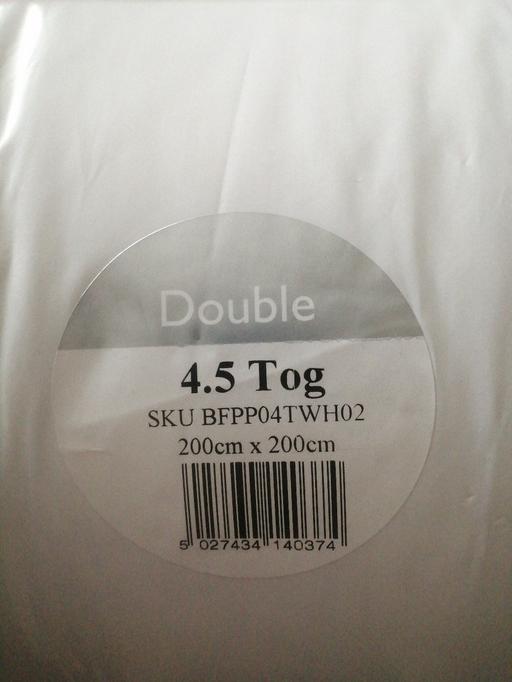 Double
4.5 Tog
SKU BFPP04TWH02
200cm x 200cm
5 027434 140374